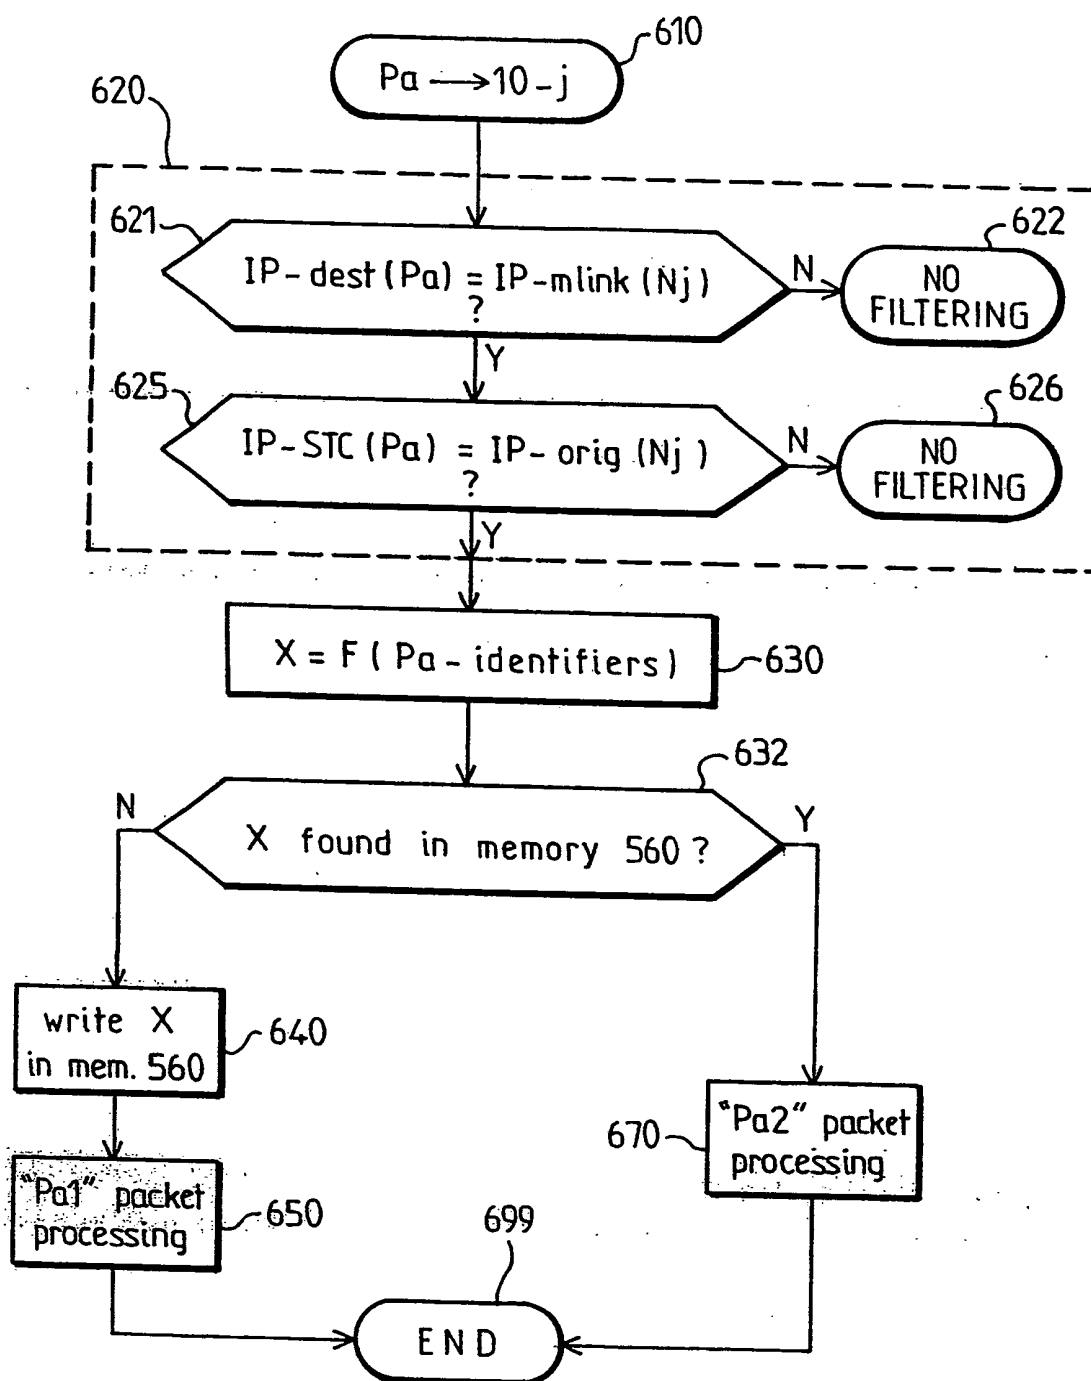 610
Pa → 10-j
620
621
IP-dest (Pa) = IP-mlink (Nj)
?
N
622
NO
FILTERING
Y
625
IP-STC (Pa) = IP-orig (Nj)
?
N
626
NO
FILTERING
Y
X = F ( Pa - identifiers )
630
632
N
X found in memory 560 ?
Y
write X
in mem. 560
640
"Pa1" packet
processing
650
670
"Pa2" packet
processing
699
END